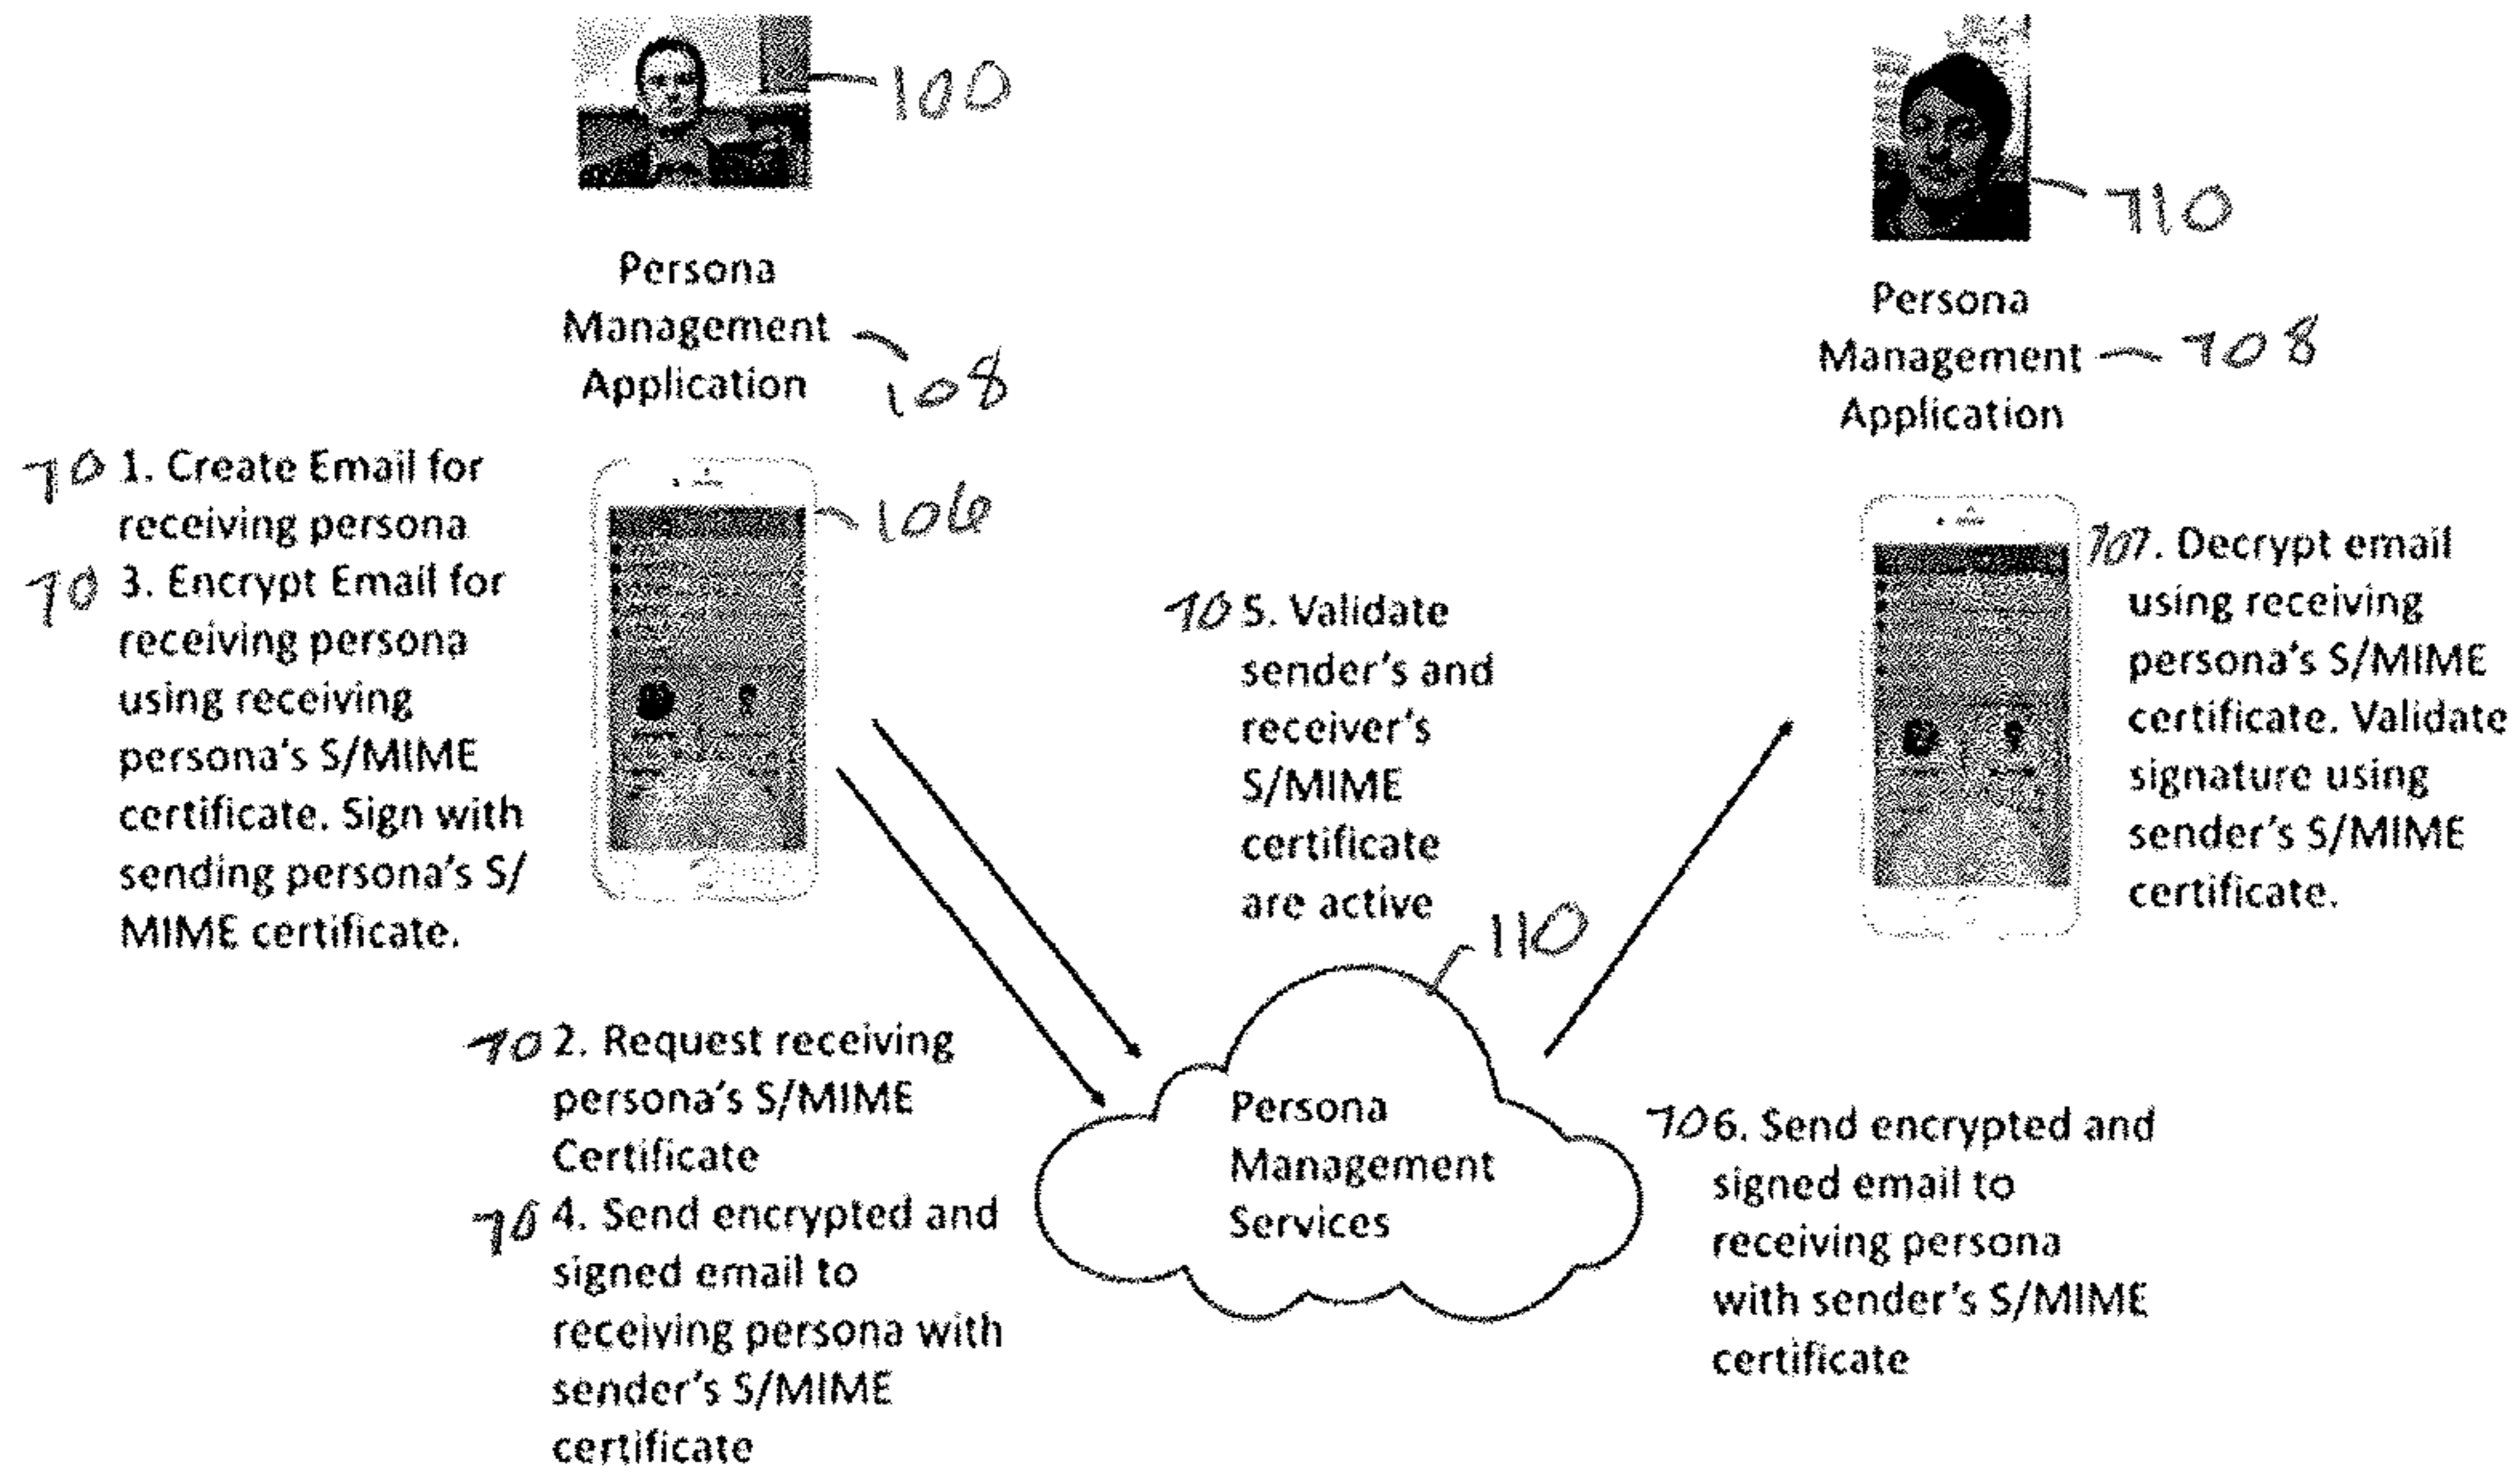 100
710
Persona
Management
Application
108
Persona
Management
Application
708
701. Create Email for
receiving persona
703. Encrypt Email for
receiving persona
using receiving
persona's S/MIME
certificate. Sign with
sending persona's S/
MIME certificate.
106
705. Validate
sender's and
receiver's
S/MIME
certificate
are active
707. Decrypt email
using receiving
persona's S/MIME
certificate. Validate
signature using
sender's S/MIME
certificate.
110
702. Request receiving
persona's S/MIME
Certificate
704. Send encrypted and
signed email to
receiving persona with
sender's S/MIME
certificate
Persona
Management
Services
706. Send encrypted and
signed email to
receiving persona
with sender's S/MIME
certificate